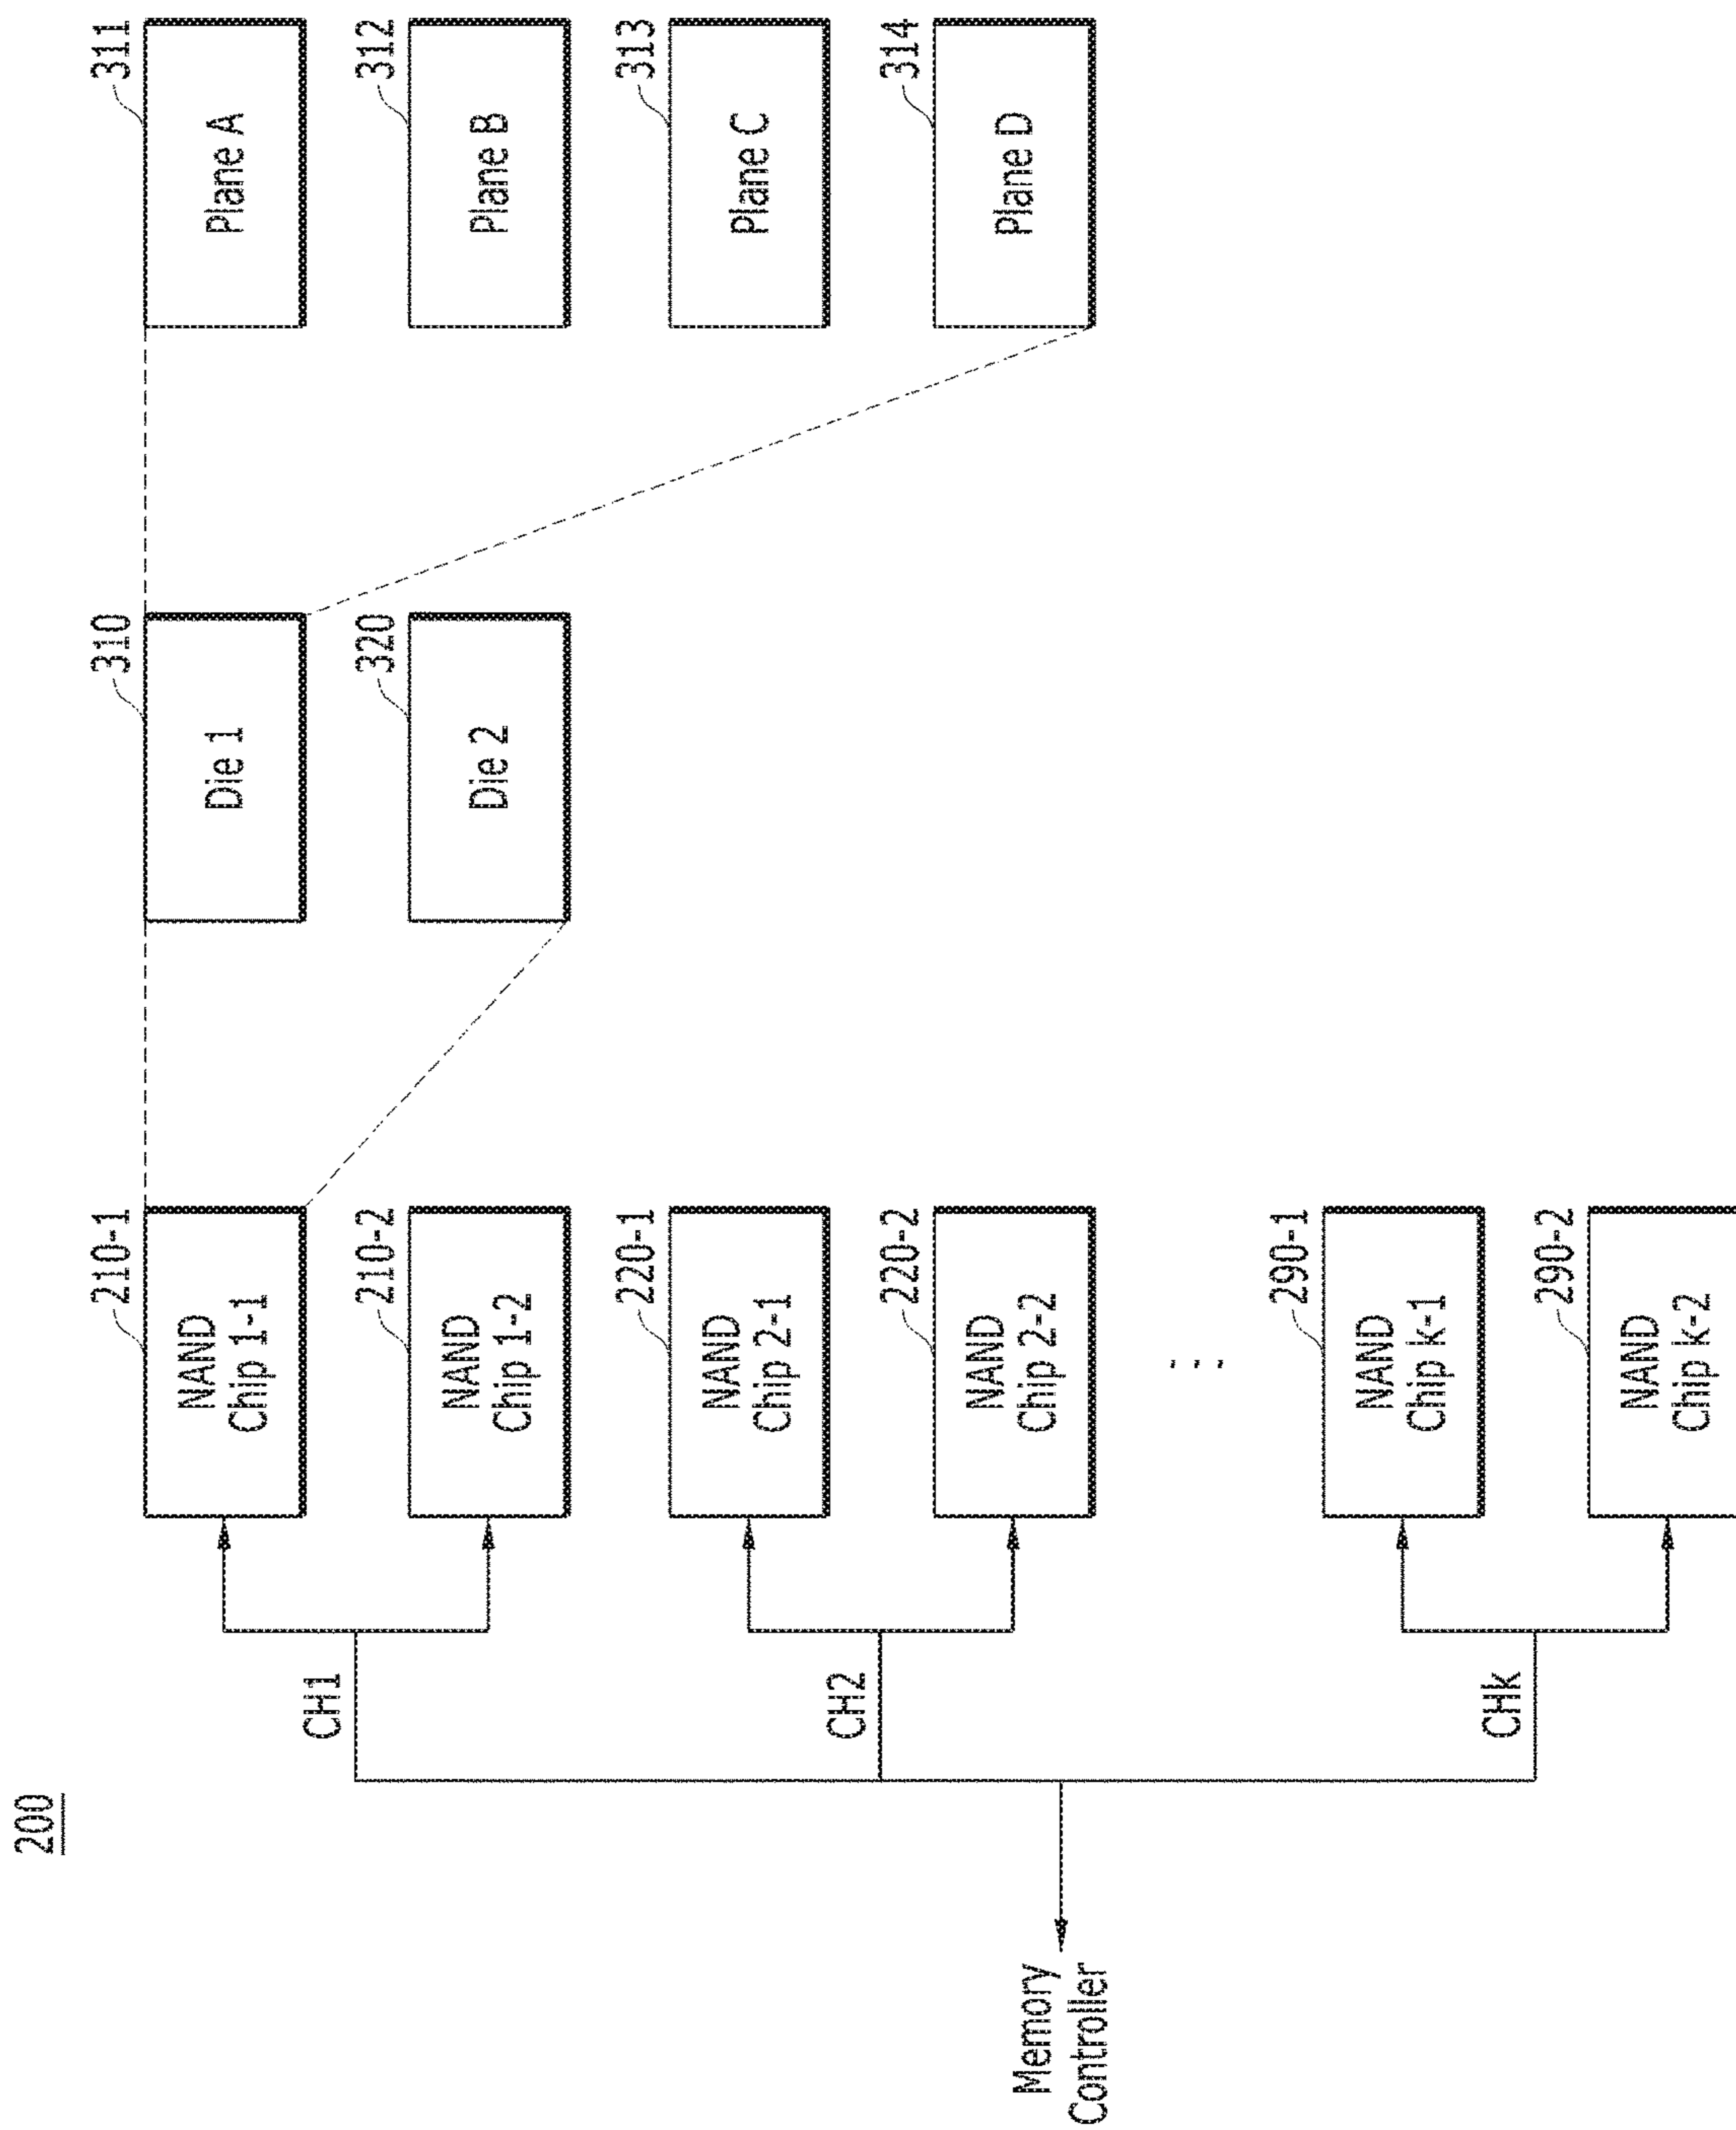 200
210-1
NAND
Chip 1-1
210-2
NAND
Chip 1-2
220-1
NAND
Chip 2-1
220-2
NAND
Chip 2-2
...
290-1
NAND
Chip k-1
290-2
NAND
Chip k-2
CH1
CH2
CHk
Memory
Controller
310
Die 1
320
Die 2
311
Plane A
312
Plane B
313
Plane C
314
Plane D